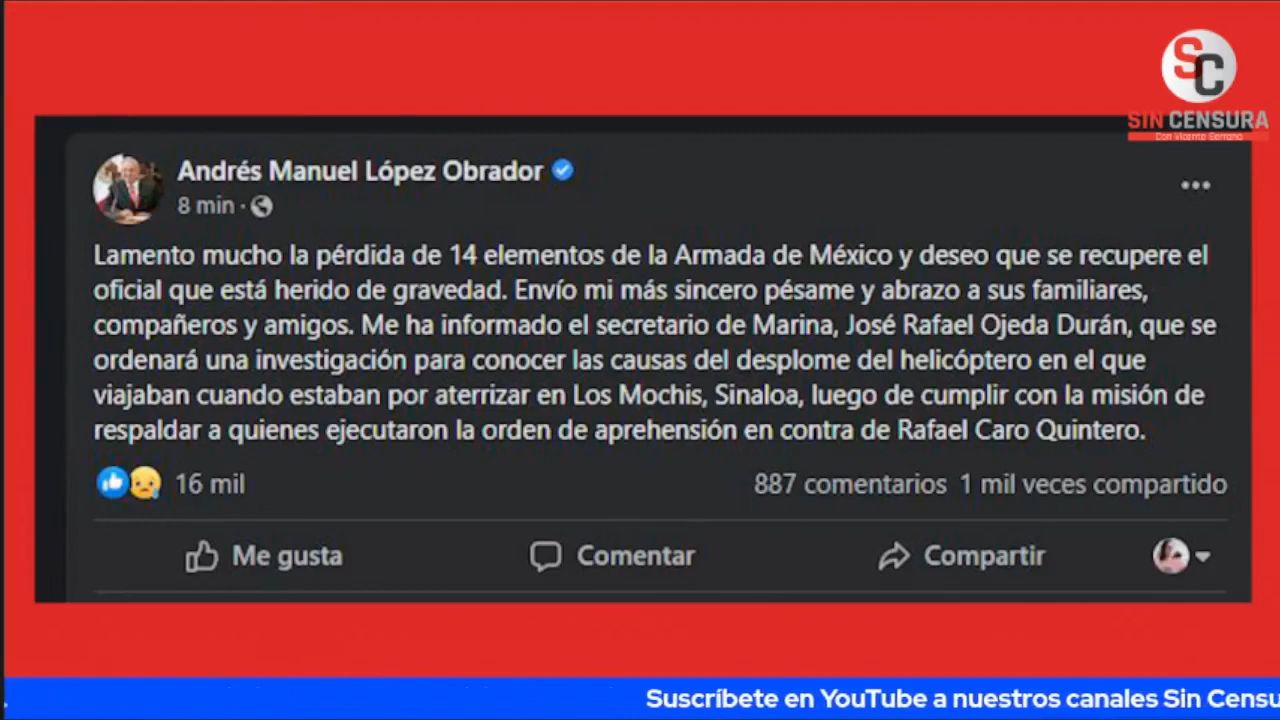 SC
SIN CENSURA
Con Vicente Serrano
Andrés Manuel López Obrador
8 min ·
Lamento mucho la pérdida de 14 elementos de la Armada de México y deseo que se recupere el
oficial que está herido de gravedad. Envío mi más sincero pésame y abrazo a sus familiares,
compañeros y amigos. Me ha informado el secretario de Marina, José Rafael Ojeda Durán, que se
ordenará una investigación para conocer las causas del desplome del helicóptero en el que
viajaban cuando estaban por aterrizar en Los Mochis, Sinaloa, luego de cumplir con la misión de
respaldar a quienes ejecutaron la orden de aprehensión en contra de Rafael Caro Quintero.
16 mil 887 comentarios 1 mil veces compartido
Me gusta Comentar Compartir
Suscríbete en YouTube a nuestros canales Sin Censu